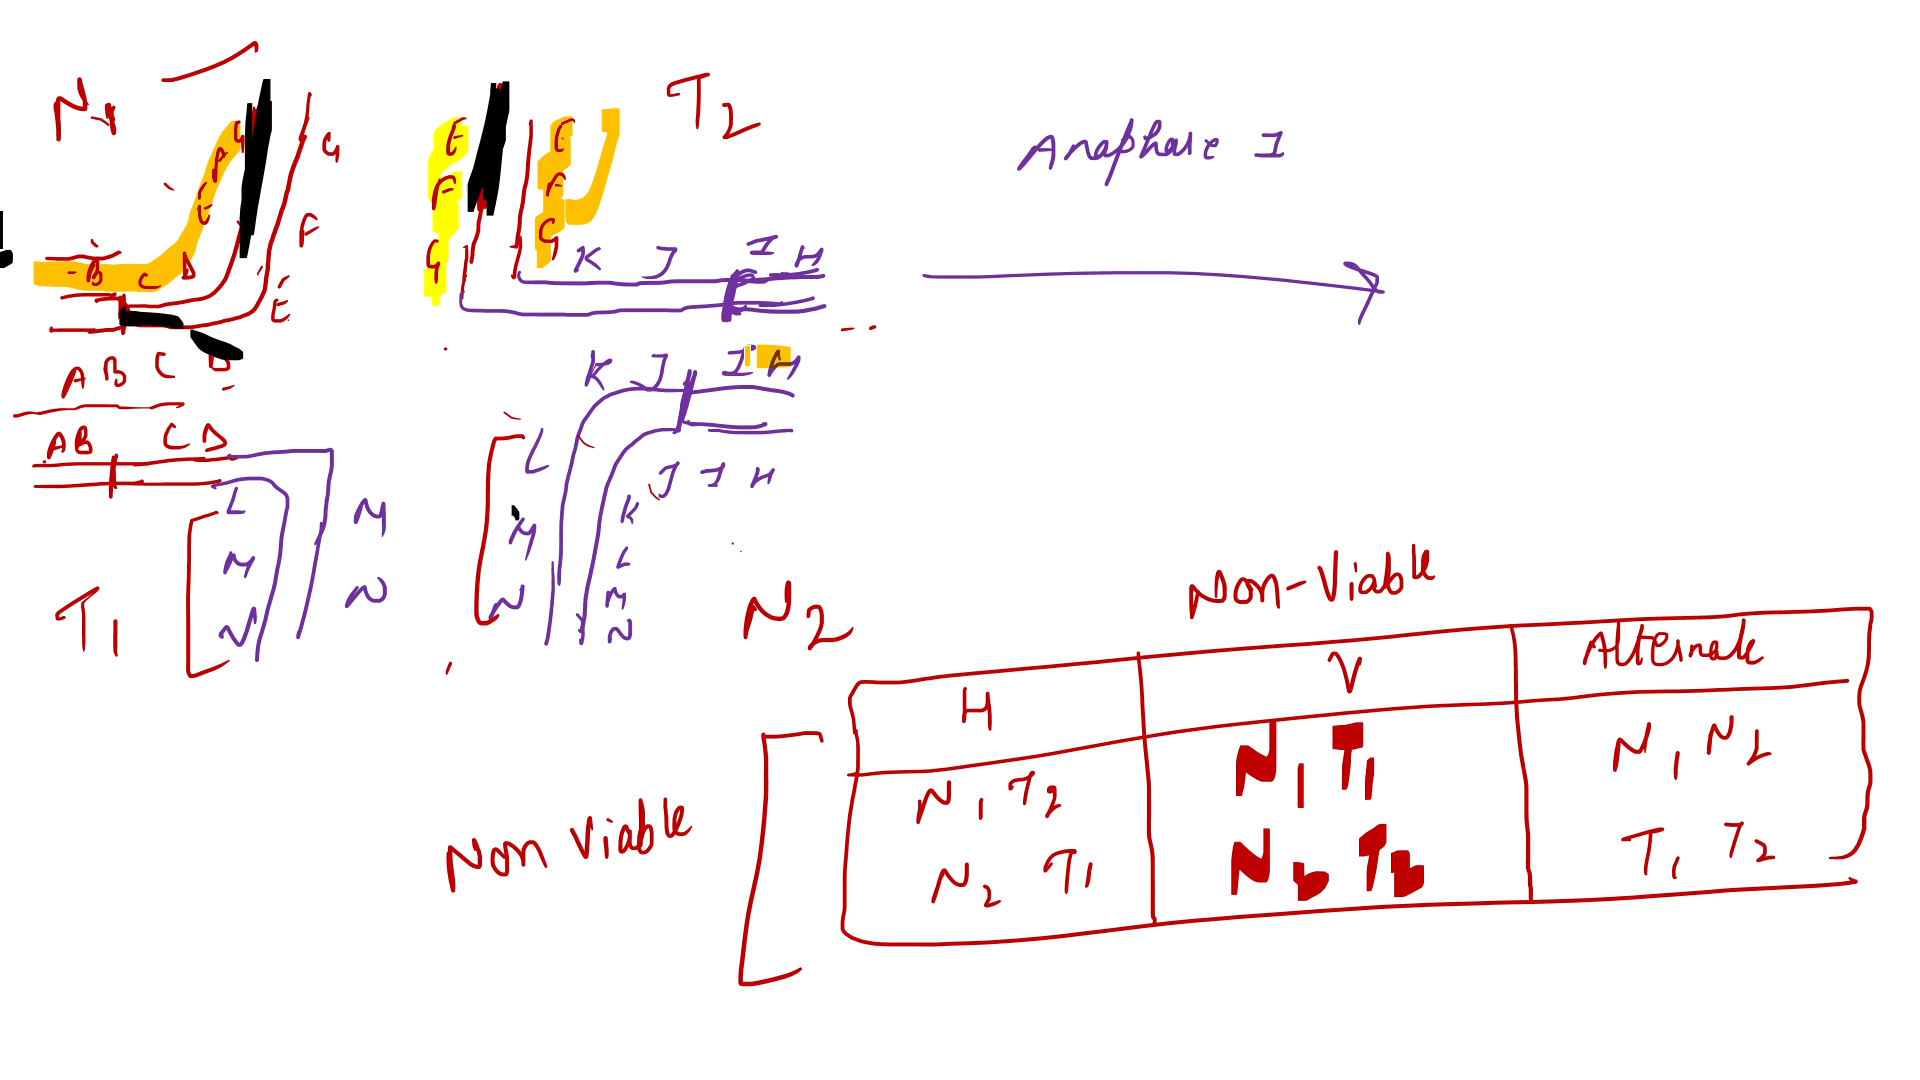 N1
T2
Anaphase I
G
F
E
B C D
G
F
E
A B C D
E
F
G
E
F
G
K J I H
K J I H
L
M
N
J I H
K
L
M
N
N2
AB C D
L
M
N
M
N
T1
Non-Viable
H V Alternate
N1 T2 N1 T1 N1 N2
N2 T1 N2 T2 T1 T2
Non Viable